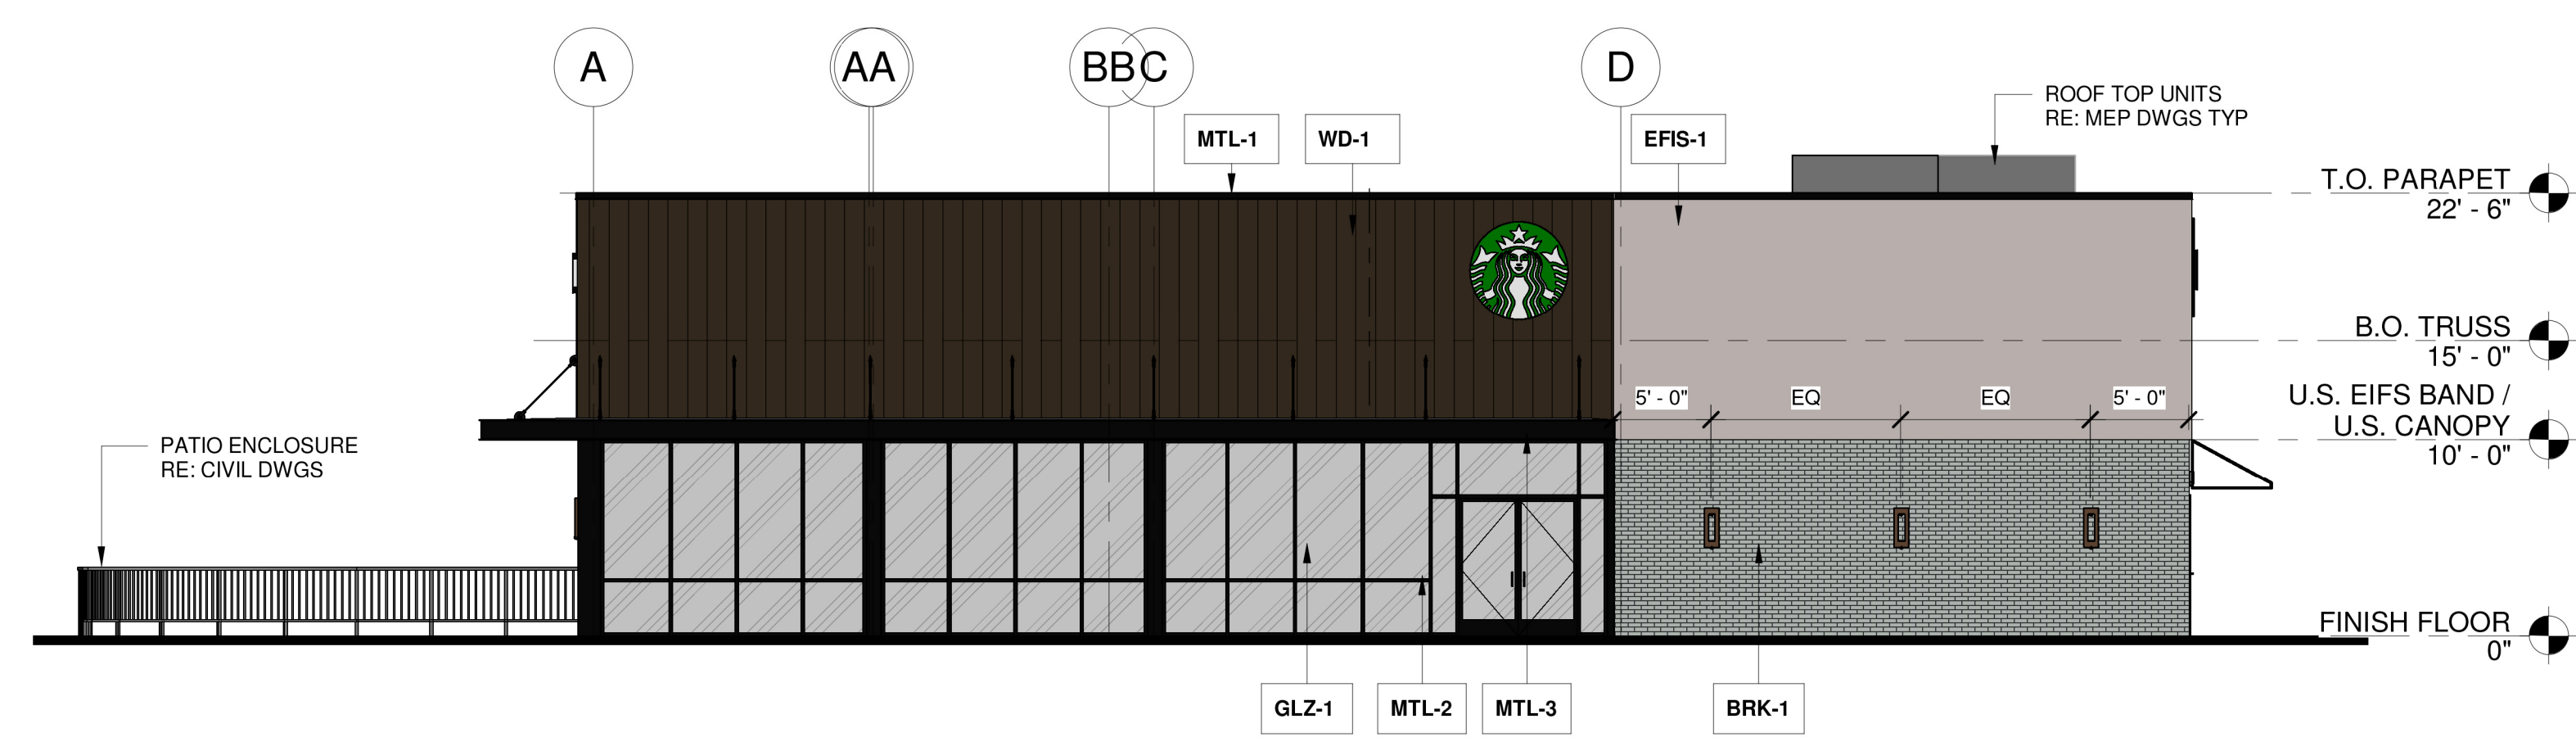 A
AA
BB
C
D
MTL-1
WD-1
EFIS-1
ROOF TOP UNITS
RE: MEP DWGS TYP
T.O. PARAPET
22' - 6"
B.O. TRUSS
15' - 0"
5' - 0"
EQ
EQ
5' - 0"
U.S. EIFS BAND /
U.S. CANOPY
10' - 0"
PATIO ENCLOSURE
RE: CIVIL DWGS
FINISH FLOOR
0"
GLZ-1
MTL-2
MTL-3
BRK-1